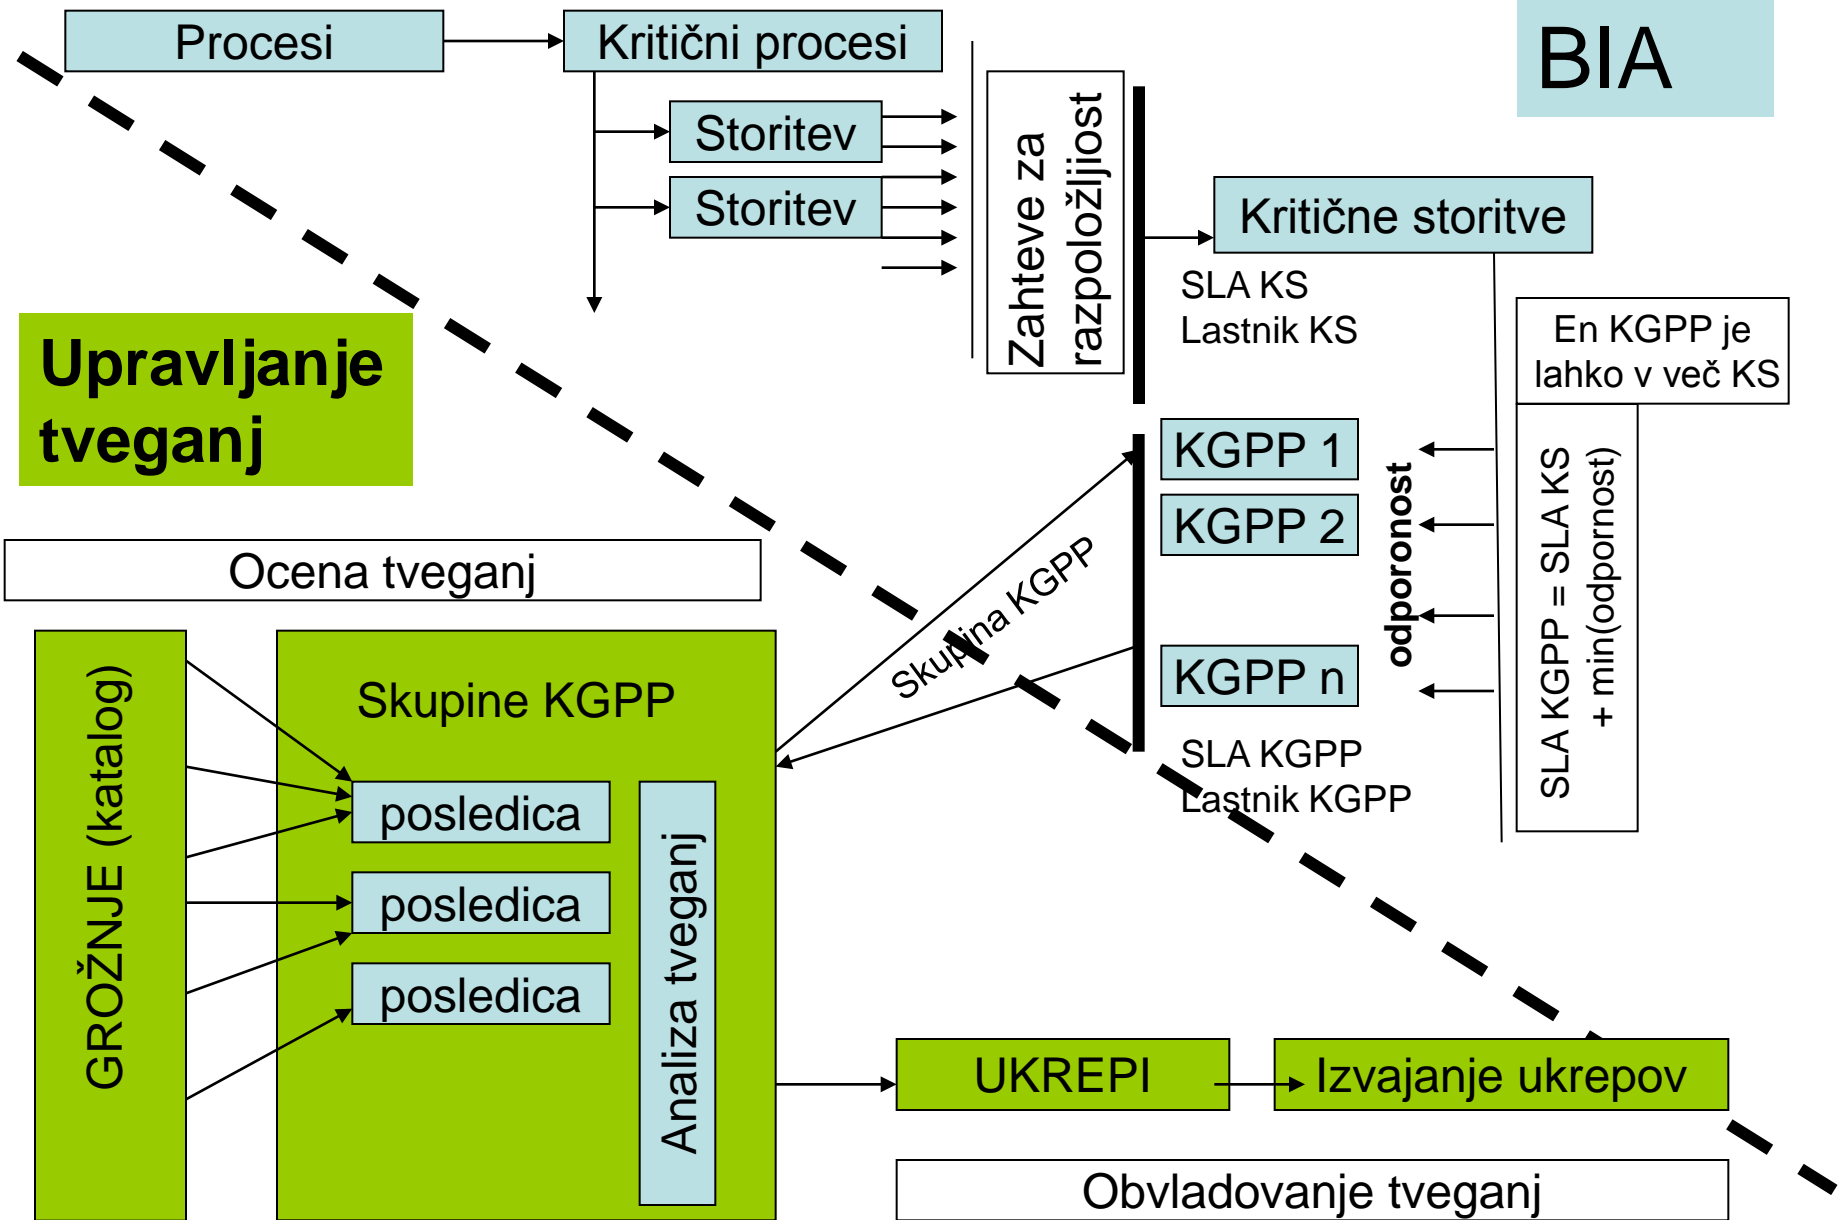 Procesi
Kritični procesi
BIA
Storitev
Storitev
Zahteve za
razpoložljiost
Kritične storitve
SLA KS
Lastnik KS
En KGPP je
lahko v več KS
Upravljanje
tveganj
KGPP 1
KGPP 2
KGPP n
odporonost
SLA KGPP = SLA KS
+ min(odpornost)
Skupina KGPP
SLA KGPP
Lastnik KGPP
Ocena tveganj
GROŽNJE (katalog)
Skupine KGPP
posledica
posledica
posledica
Analiza tveganj
UKREPI
Izvajanje ukrepov
Obvladovanje tveganj